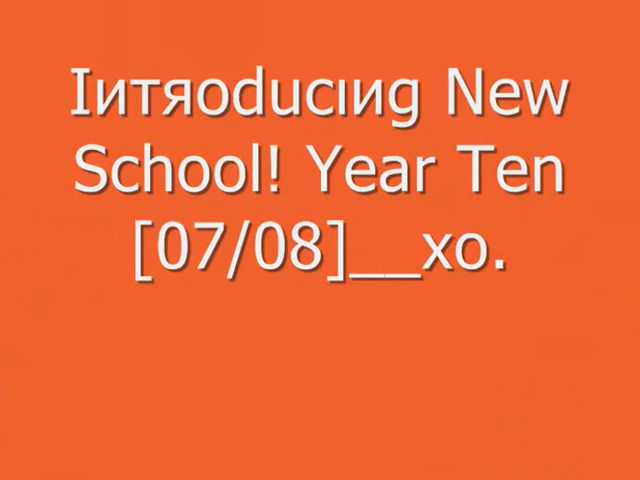 Iитяoducıиg New
School! Year Ten
[07/08]__xo.